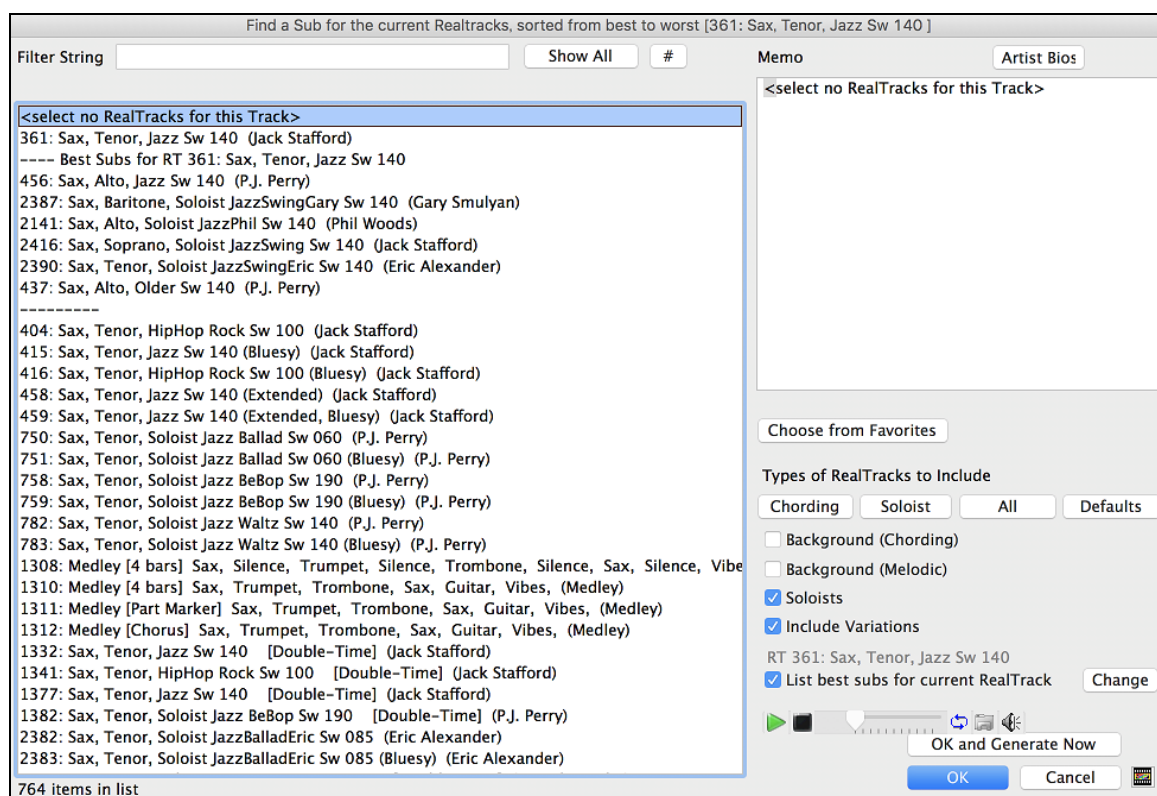 Find a Sub for the current Realtracks, sorted from best to worst [361: Sax, Tenor, Jazz Sw 140 ]
Filter String
Show All
#
Memo
Artist Bios
<select no RealTracks for this Track>
<select no RealTracks for this Track>
361: Sax, Tenor, Jazz Sw 140 (Jack Stafford)
---- Best Subs for RT 361: Sax, Tenor, Jazz Sw 140
456: Sax, Alto, Jazz Sw 140 (P.J. Perry)
2387: Sax, Baritone, Soloist JazzSwingGary Sw 140 (Gary Smulyan)
2141: Sax, Alto, Soloist JazzPhil Sw 140 (Phil Woods)
2416: Sax, Soprano, Soloist JazzSwing Sw 140 (Jack Stafford)
2390: Sax, Tenor, Soloist JazzSwingEric Sw 140 (Eric Alexander)
437: Sax, Alto, Older Sw 140 (P.J. Perry)
---------
404: Sax, Tenor, HipHop Rock Sw 100 (Jack Stafford)
415: Sax, Tenor, Jazz Sw 140 (Bluesy) (Jack Stafford)
416: Sax, Tenor, HipHop Rock Sw 100 (Bluesy) (Jack Stafford)
458: Sax, Tenor, Jazz Sw 140 (Extended) (Jack Stafford)
459: Sax, Tenor, Jazz Sw 140 (Extended, Bluesy) (Jack Stafford)
750: Sax, Tenor, Soloist Jazz Ballad Sw 060 (P.J. Perry)
751: Sax, Tenor, Soloist Jazz Ballad Sw 060 (Bluesy) (P.J. Perry)
758: Sax, Tenor, Soloist Jazz BeBop Sw 190 (P.J. Perry)
759: Sax, Tenor, Soloist Jazz BeBop Sw 190 (Bluesy) (P.J. Perry)
782: Sax, Tenor, Soloist Jazz Waltz Sw 140 (P.J. Perry)
783: Sax, Tenor, Soloist Jazz Waltz Sw 140 (Bluesy) (P.J. Perry)
1308: Medley [4 bars] Sax, Silence, Trumpet, Silence, Trombone, Silence, Sax, Silence, Vibe
1310: Medley [4 bars] Sax, Trumpet, Trombone, Sax, Guitar, Vibes, (Medley)
1311: Medley [Part Marker] Sax, Trumpet, Trombone, Sax, Guitar, Vibes, (Medley)
1312: Medley [Chorus] Sax, Trumpet, Trombone, Sax, Guitar, Vibes, (Medley)
1332: Sax, Tenor, Jazz Sw 140 [Double-Time] (Jack Stafford)
1341: Sax, Tenor, HipHop Rock Sw 100 [Double-Time] (Jack Stafford)
1377: Sax, Tenor, Jazz Sw 140 [Double-Time] (Jack Stafford)
1382: Sax, Tenor, Soloist Jazz BeBop Sw 190 [Double-Time] (P.J. Perry)
2382: Sax, Tenor, Soloist JazzBalladEric Sw 085 (Eric Alexander)
2383: Sax, Tenor, Soloist JazzBalladEric Sw 085 (Bluesy) (Eric Alexander)
764 items in list
Choose from Favorites
Types of RealTracks to Include
Chording
Soloist
All
Defaults
Background (Chording)
Background (Melodic)
Soloists
Include Variations
RT 361: Sax, Tenor, Jazz Sw 140
List best subs for current RealTrack
Change
OK and Generate Now
OK
Cancel